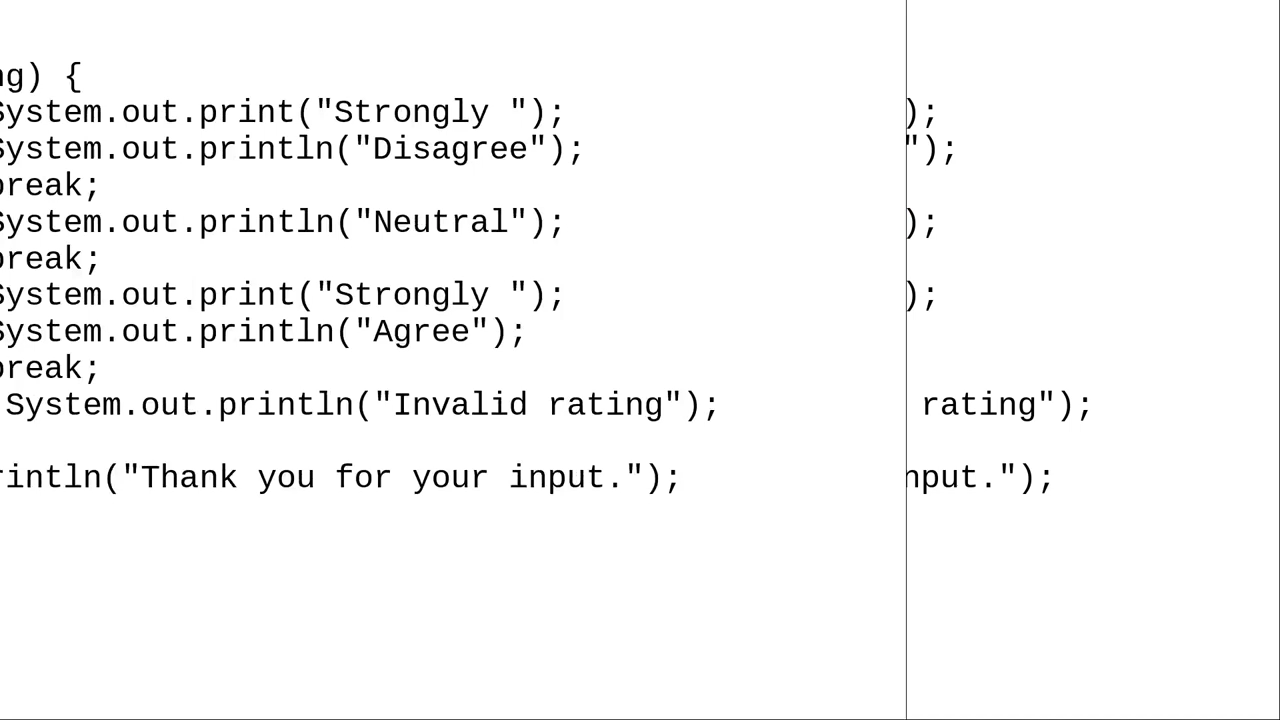 ng) {
System.out.print("Strongly "); );
System.out.println("Disagree"); ");
break;
System.out.println("Neutral"); );
break;
System.out.print("Strongly "); );
System.out.println("Agree");
break;
System.out.println("Invalid rating"); rating");
rintln("Thank you for your input."); nput.");